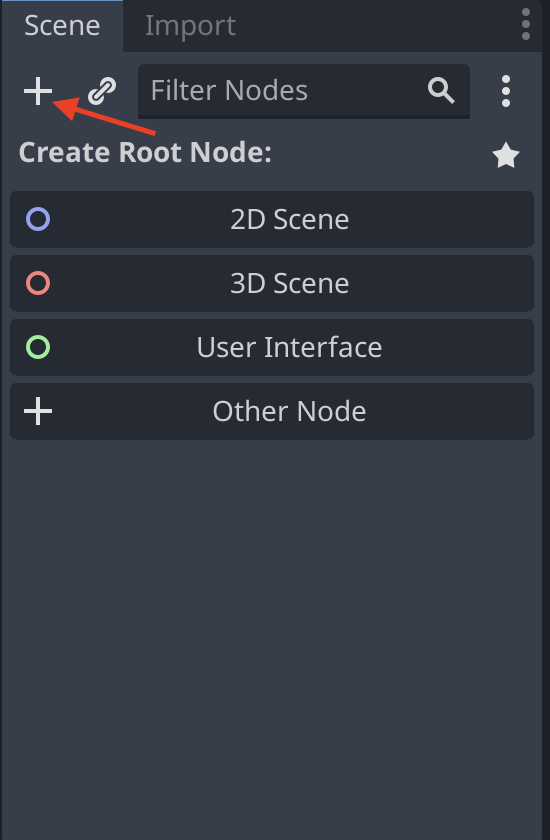 Scene Import
Filter Nodes
Create Root Node:
2D Scene
3D Scene
User Interface
Other Node